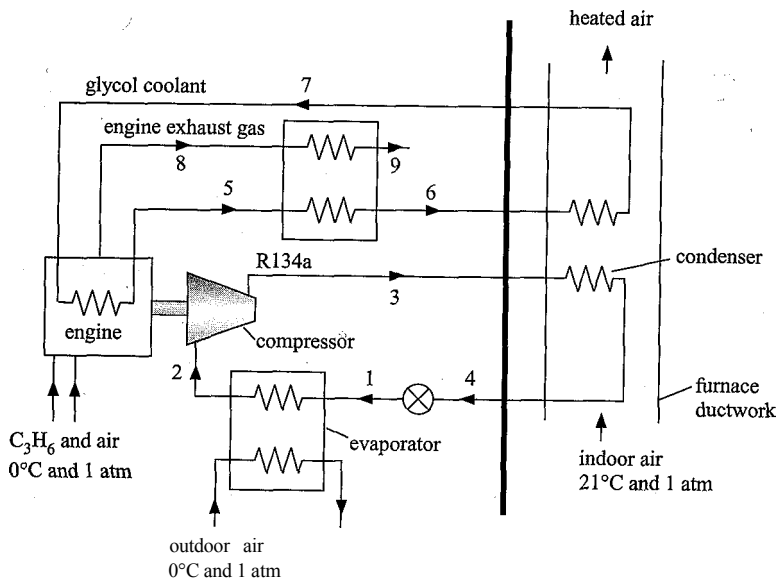 heated air
glycol coolant
7
engine exhaust gas
8
9
5
6
R134a
condenser
3
engine
compressor
2
1
4
furnace
ductwork
evaporator
C₃H₆ and air
0°C and 1 atm
indoor air
21°C and 1 atm
outdoor air
0°C and 1 atm